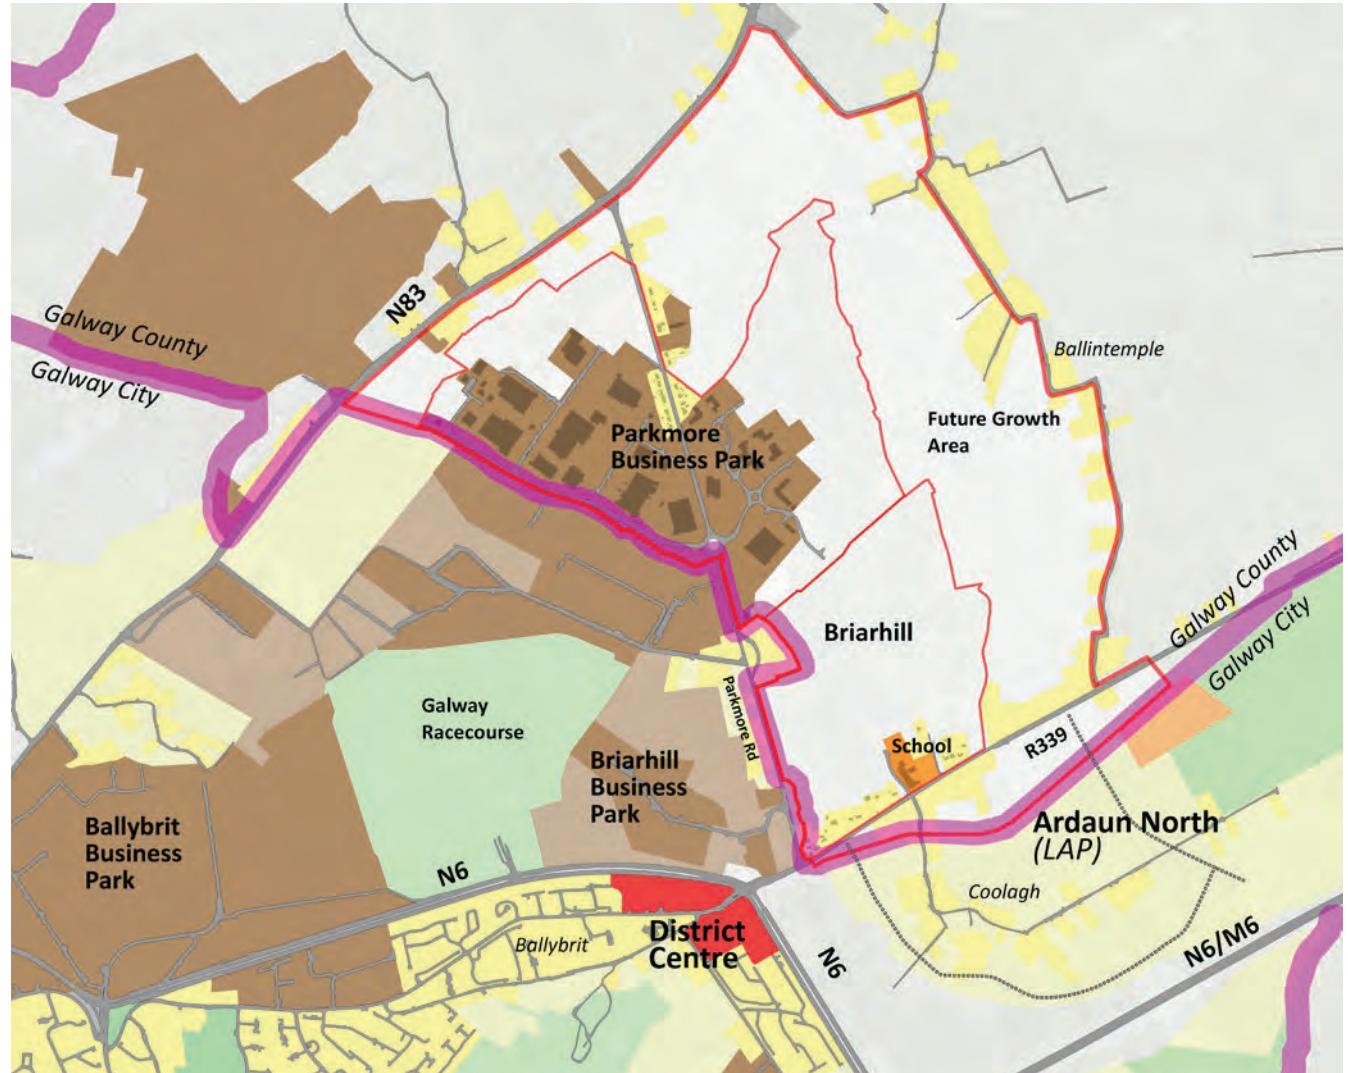 N83
Galway County
Galway City
Ballintemple
Future Growth
Area
Parkmore
Business Park
Galway County
Galway City
Briarhill
Parkmore Rd
Galway
Racecourse
School
R339
Briarhill
Business
Park
Ballybrit
Business
Park
Ardaun North
(LAP)
N6
Coolagh
District
Centre
Ballybrit
N6
N6/M6